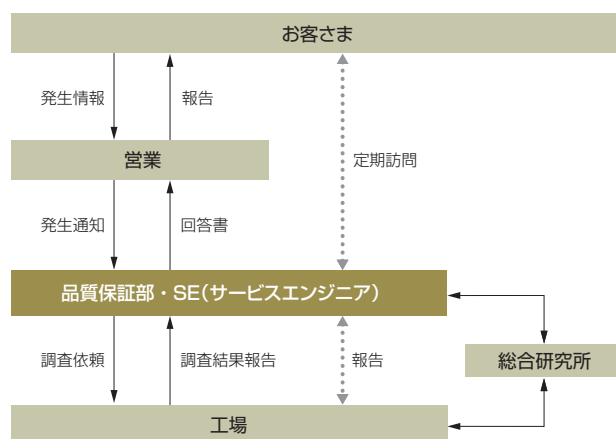 お客さま
発生情報
報告
営業
定期訪問
発生通知
回答書
品質保証部・SE(サービスエンジニア)
調査依頼
調査結果報告
報告
総合研究所
工場